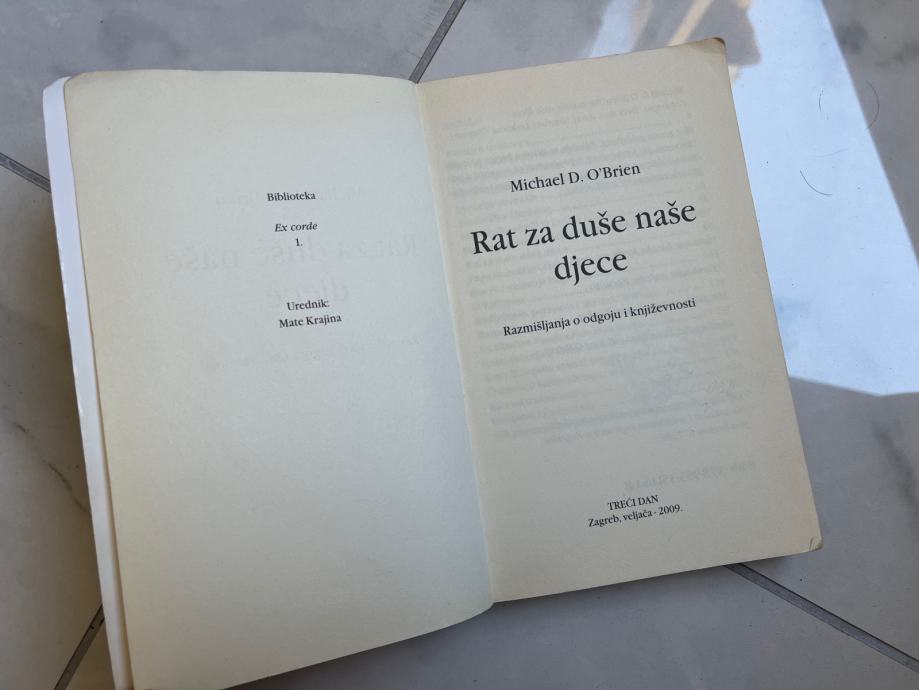 Biblioteka
Ex corde
1.
Urednik:
Mate Krajina
Michael D. O'Brien
Rat za duše naše
djece
Razmišljanja o odgoju i književnosti
TREĆI DAN
Zagreb, veljača - 2009.